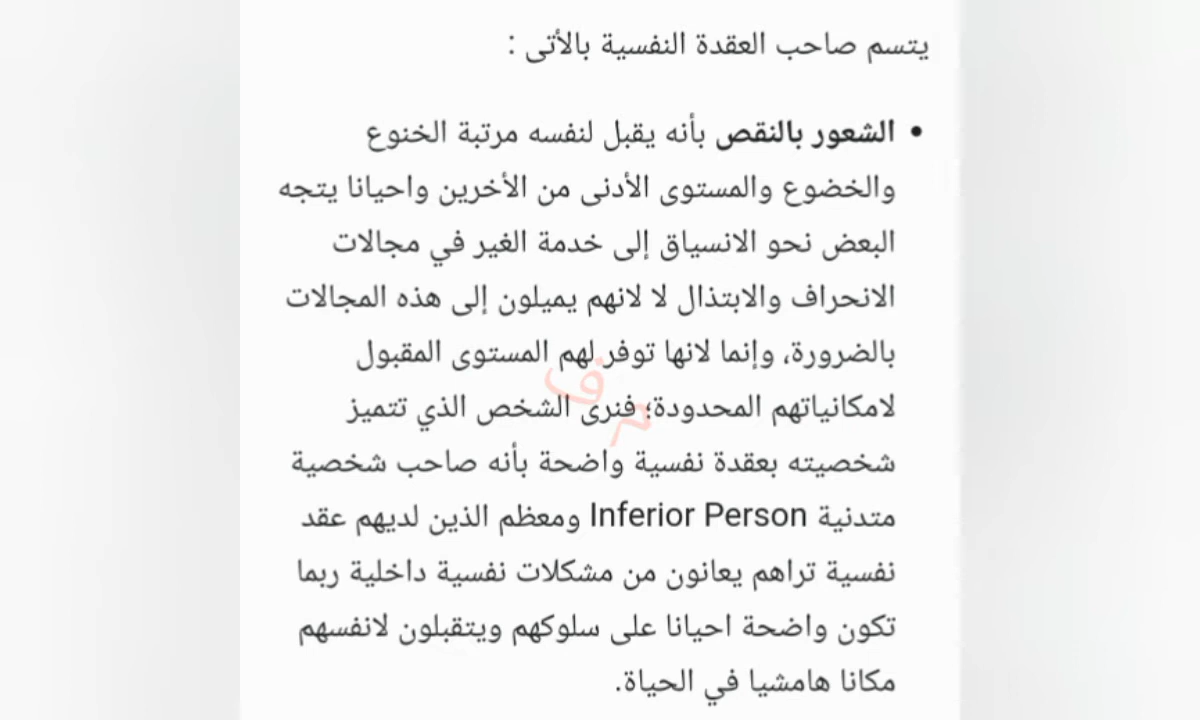 يتسم صاحب العقدة النفسية بالأتى :
• الشعور بالنقص بأنه يقبل لنفسه مرتبة الخنوع
والخضوع والمستوى الأدنى من الأخرين واحيانا يتجه
البعض نحو الانسياق إلى خدمة الغير في مجالات
الانحراف والابتذال لا لانهم يميلون إلى هذه المجالات
بالضرورة، وإنما لانها توفر لهم المستوى المقبول
لامكانياتهم المحدودة؛ فنرى الشخص الذي تتميز
شخصيته بعقدة نفسية واضحة بأنه صاحب شخصية
متدنية Inferior Person ومعظم الذين لديهم عقد
نفسية تراهم يعانون من مشكلات نفسية داخلية ربما
تكون واضحة احيانا على سلوكهم ويتقبلون لانفسهم
مكانا هامشيا في الحياة.